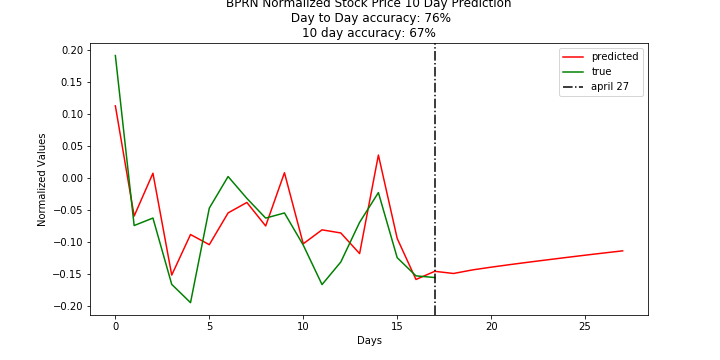 BPRN Normalized Stock Price 10 Day Prediction
Day to Day accuracy: 76%
10 day accuracy: 67%
0.20
0.15
0.10
0.05
0.00
−0.05
−0.10
−0.15
−0.20
Normalized Values
predicted
true
april 27
0 5 10 15 20 25
Days